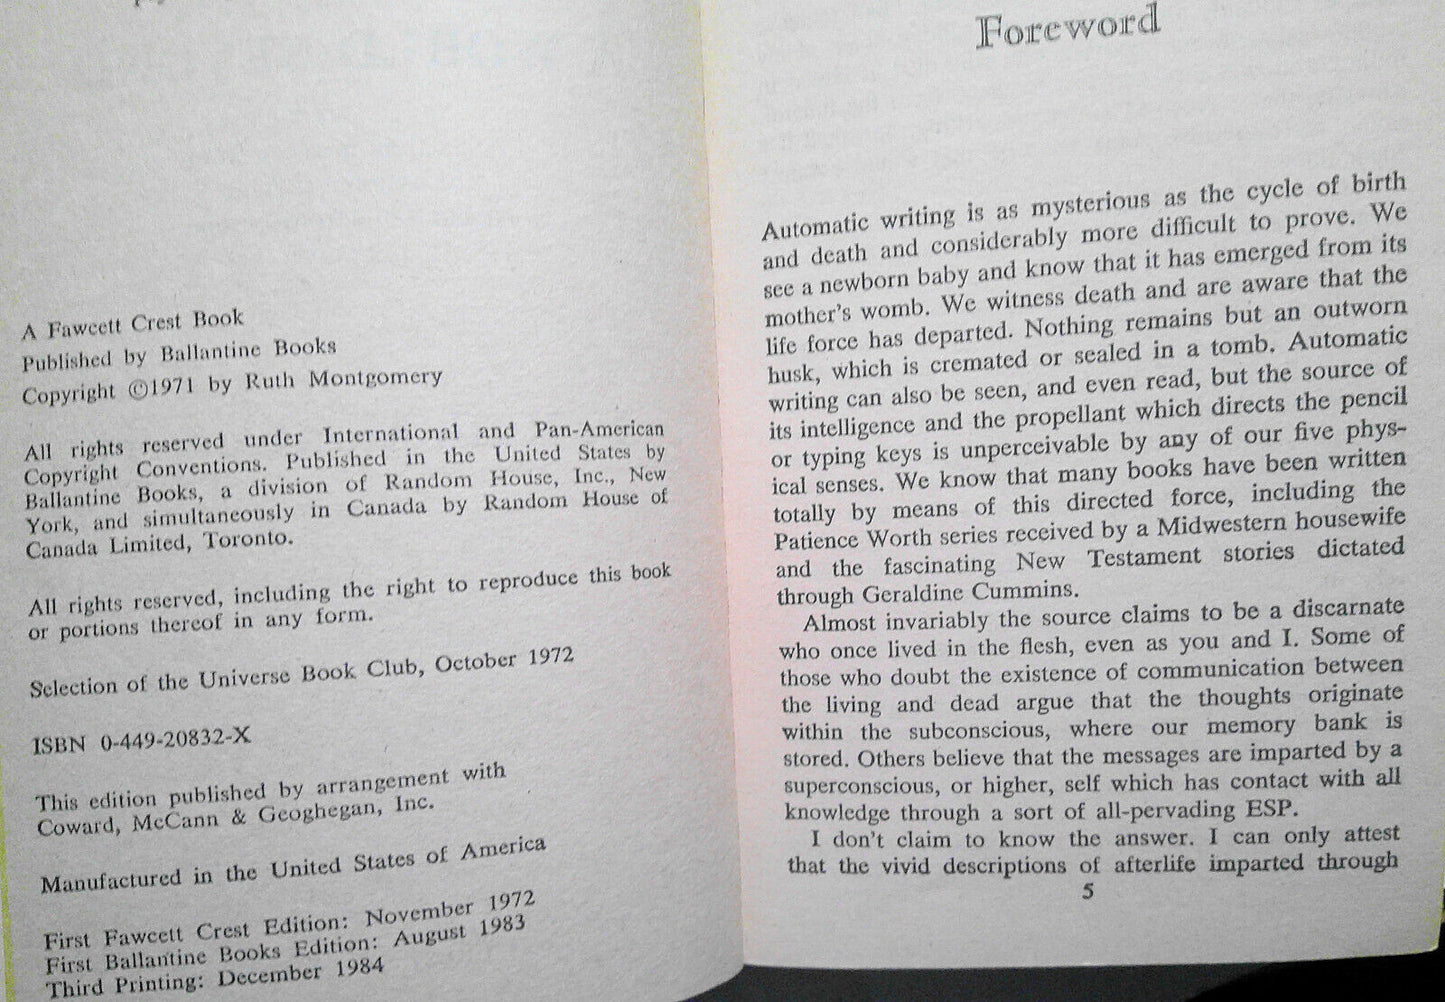 A Fawcett Crest Book
Published by Ballantine Books
Copyright ©1971 by Ruth Montgomery
All rights reserved under International and Pan-American
Copyright Conventions. Published in the United States by
Ballantine Books, a division of Random House, Inc., New
York, and simultaneously in Canada by Random House of
Canada Limited, Toronto.
All rights reserved, including the right to reproduce this book
or portions thereof in any form.
Selection of the Universe Book Club, October 1972
ISBN 0-449-20832-X
This edition published by arrangement with
Coward, McCann & Geoghegan, Inc.
Manufactured in the United States of America
First Fawcett Crest Edition: November 1972
First Ballantine Books Edition: August 1983
Third Printing: December 1984
Foreword
Automatic writing is as mysterious as the cycle of birth
and death and considerably more difficult to prove. We
see a newborn baby and know that it has emerged from its
mother's womb. We witness death and are aware that the
life force has departed. Nothing remains but an outworn
husk, which is cremated or sealed in a tomb. Automatic
writing can also be seen, and even read, but the source of
its intelligence and the propellant which directs the pencil
or typing keys is unperceivable by any of our five phys-
ical senses. We know that many books have been written
totally by means of this directed force, including the
Patience Worth series received by a Midwestern housewife
and the fascinating New Testament stories dictated
through Geraldine Cummins.
Almost invariably the source claims to be a discarnate
who once lived in the flesh, even as you and I. Some of
those who doubt the existence of communication between
the living and dead argue that the thoughts originate
within the subconscious, where our memory bank is
stored. Others believe that the messages are imparted by a
superconscious, or higher, self which has contact with all
knowledge through a sort of all-pervading ESP.
I don't claim to know the answer. I can only attest
that the vivid descriptions of afterlife imparted through
5